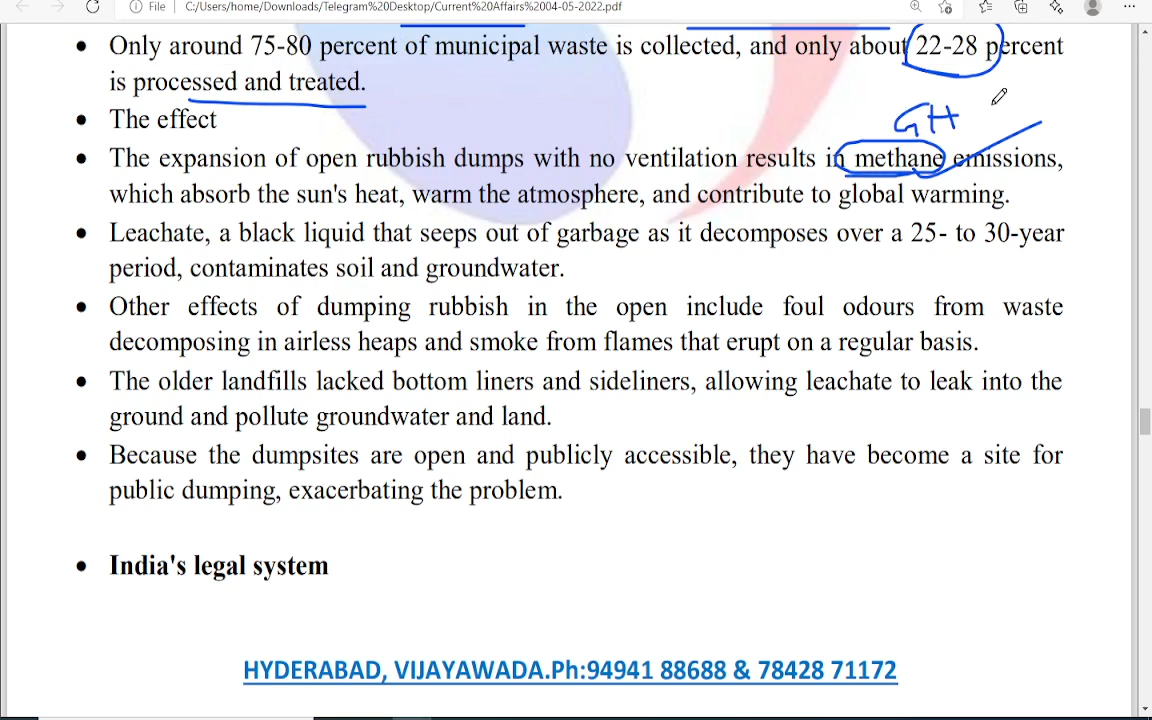 File C:/Users/home/Downloads/Telegram%20Desktop/Current%20Affairs%2004-05-2022.pdf
• Only around 75-80 percent of municipal waste is collected, and only about 22-28 percent
is processed and treated.
• The effect
GH
• The expansion of open rubbish dumps with no ventilation results in methane emissions,
which absorb the sun's heat, warm the atmosphere, and contribute to global warming.
• Leachate, a black liquid that seeps out of garbage as it decomposes over a 25- to 30-year
period, contaminates soil and groundwater.
• Other effects of dumping rubbish in the open include foul odours from waste
decomposing in airless heaps and smoke from flames that erupt on a regular basis.
• The older landfills lacked bottom liners and sideliners, allowing leachate to leak into the
ground and pollute groundwater and land.
• Because the dumpsites are open and publicly accessible, they have become a site for
public dumping, exacerbating the problem.
• India's legal system
HYDERABAD, VIJAYAWADA.Ph:94941 88688 & 78428 71172